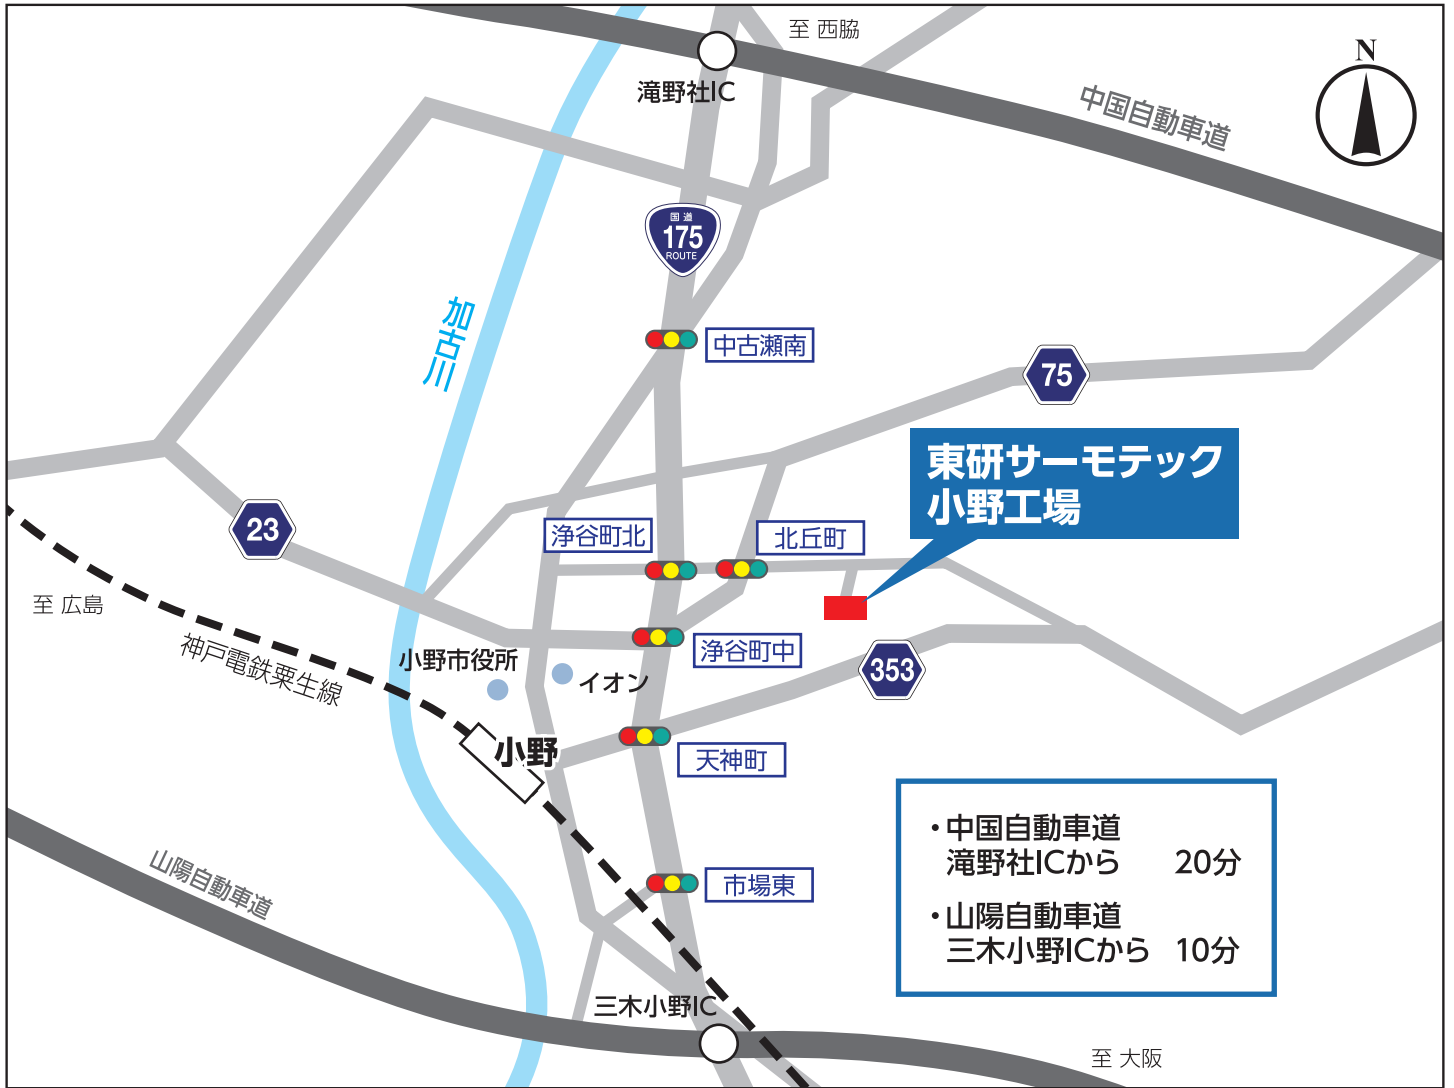 至 西脇
N
滝野社IC
中国自動車道
国道
175
ROUTE
加古川
中古瀬南
75
東研サーモテック
小野工場
23
浄谷町北
北丘町
至 広島
神戸電鉄粟生線
小野市役所
イオン
浄谷町中
353
小野
天神町
・中国自動車道
滝野社ICから 20分
・山陽自動車道
三木小野ICから 10分
山陽自動車道
市場東
三木小野IC
至 大阪